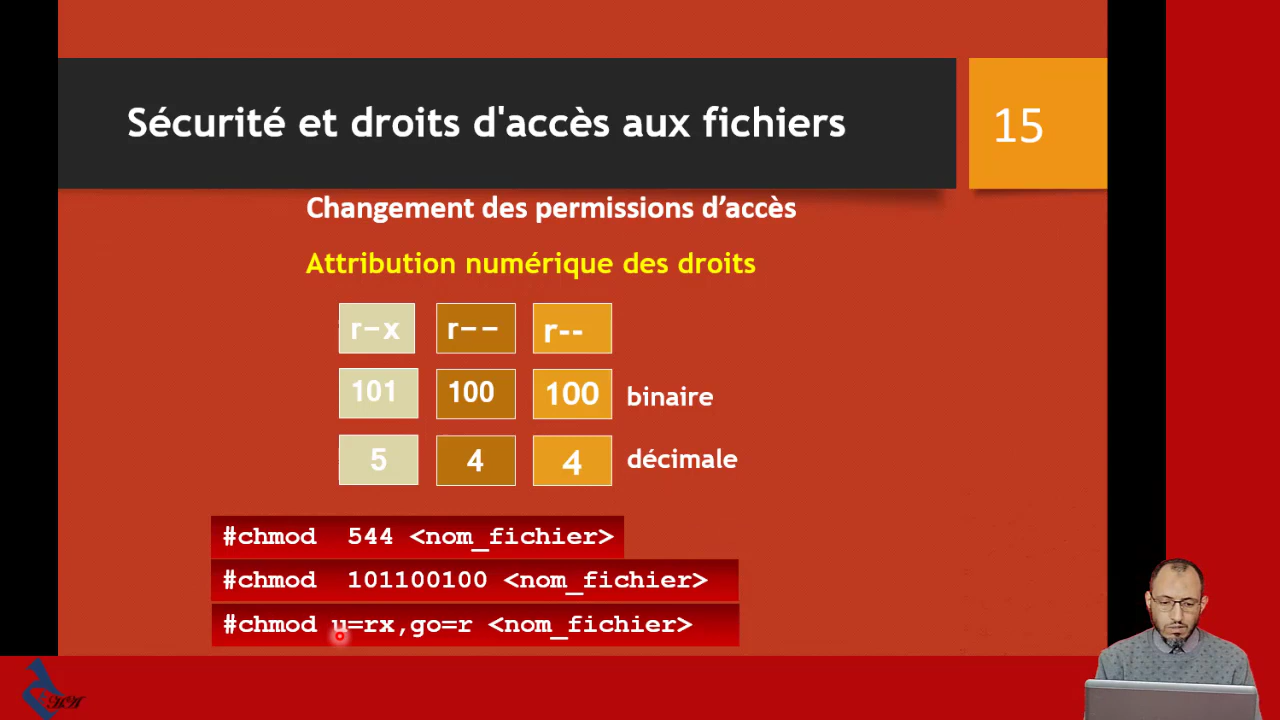 Sécurité et droits d'accès aux fichiers
15
Changement des permissions d’accès
Attribution numérique des droits
r-x r-- r--
101 100 100 binaire
5 4 4 décimale
#chmod 544 <nom_fichier>
#chmod 101100100 <nom_fichier>
#chmod u=rx,go=r <nom_fichier>